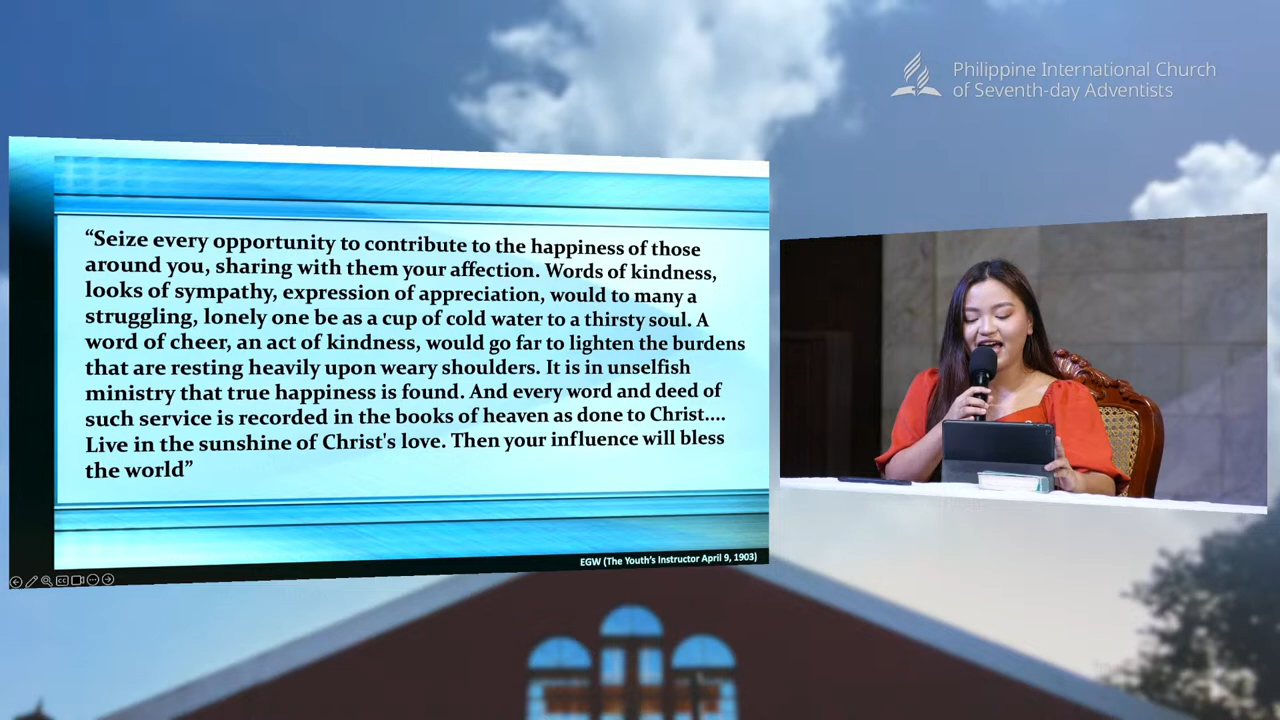 Philippine International Church
of Seventh-day Adventists
“Seize every opportunity to contribute to the happiness of those
around you, sharing with them your affection. Words of kindness,
looks of sympathy, expression of appreciation, would to many a
struggling, lonely one be as a cup of cold water to a thirsty soul. A
word of cheer, an act of kindness, would go far to lighten the burdens
that are resting heavily upon weary shoulders. It is in unselfish
ministry that true happiness is found. And every word and deed of
such service is recorded in the books of heaven as done to Christ....
Live in the sunshine of Christ's love. Then your influence will bless
the world”
EGW (The Youth's Instructor April 9, 1903)
CC